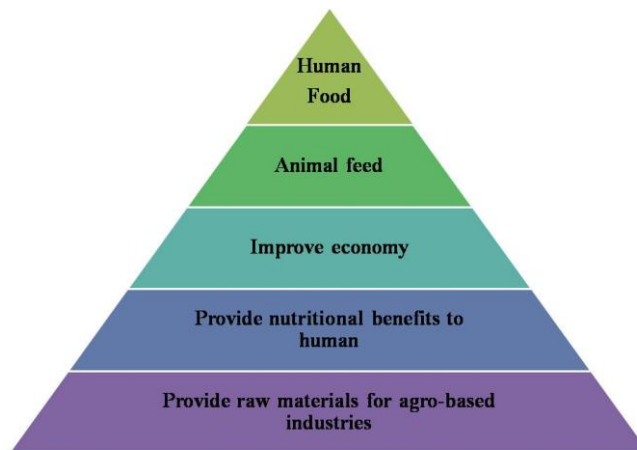 Human
Food
Animal feed
Improve economy
Provide nutritional benefits to
human
Provide raw materials for agro-based
industries